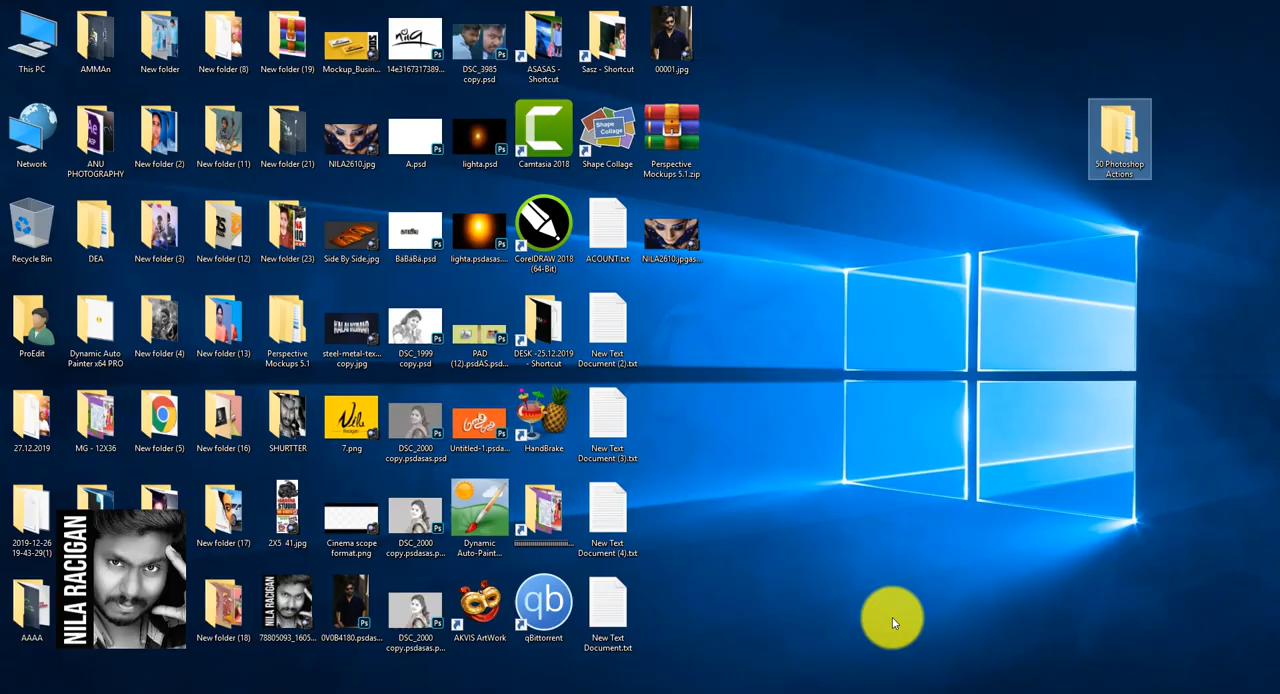 This PC
AMMAn
New folder
New folder (8)
New folder (19)
Mockup_Busin...
14e3167317389...
DSC_3985
copy.psd
ASASAS -
Shortcut
Sasz - Shortcut
00001.jpg
Network
ANU
PHOTOGRAPHY
New folder (2)
New folder (11)
New folder (21)
NILA2610.jpg
A.psd
lighta.psd
Camtasia 2018
Shape
Collage
Shape Collage
Perspective
Mockups 5.1.zip
50 Photoshop
Actions
Recycle Bin
DEA
New folder (3)
New folder (12)
New folder (23)
Side By Side.jpg
BáBáBá.psd
lighta.psdasas....
CorelDRAW 2018
(64-Bit)
ACOUNT.txt
NILA2610.jpgas...
ProEdit
Dynamic Auto
Painter x64 PRO
New folder (4)
New folder (13)
Perspective
Mockups 5.1
steel-metal-tex...
copy.jpg
DSC_1999
copy.psd
PAD
(12).psdAS.psd...
DESK -25.12.2019
- Shortcut
New Text
Document (2).txt
27.12.2019
MG - 12X36
New folder (5)
New folder (16)
SHURTTER
7.png
DSC_2000
copy.psdasas.psd
Untitled-1.psda...
HandBrake
New Text
Document (3).txt
2019-12-26
19-43-29(1)
New folder (17)
2X5 41.jpg
Cinema scope
format.png
DSC_2000
copy.psdasas.p...
Dynamic
Auto-Paint...
New Text
Document (4).txt
AAAA
NILA RACIGAN
New folder (18)
78805093_1605...
0V0B4180.psdas...
DSC_2000
copy.psdasas.p...
AKVIS ArtWork
qb
qBittorrent
New Text
Document.txt